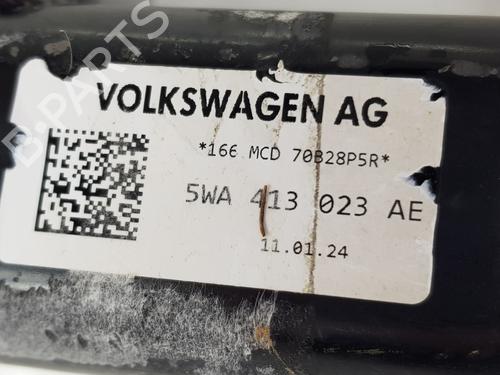 VOLKSWAGEN AG
*166 MCD 70B28P5R*
5WA 413 023 AE
11.01.24
B-PARTS